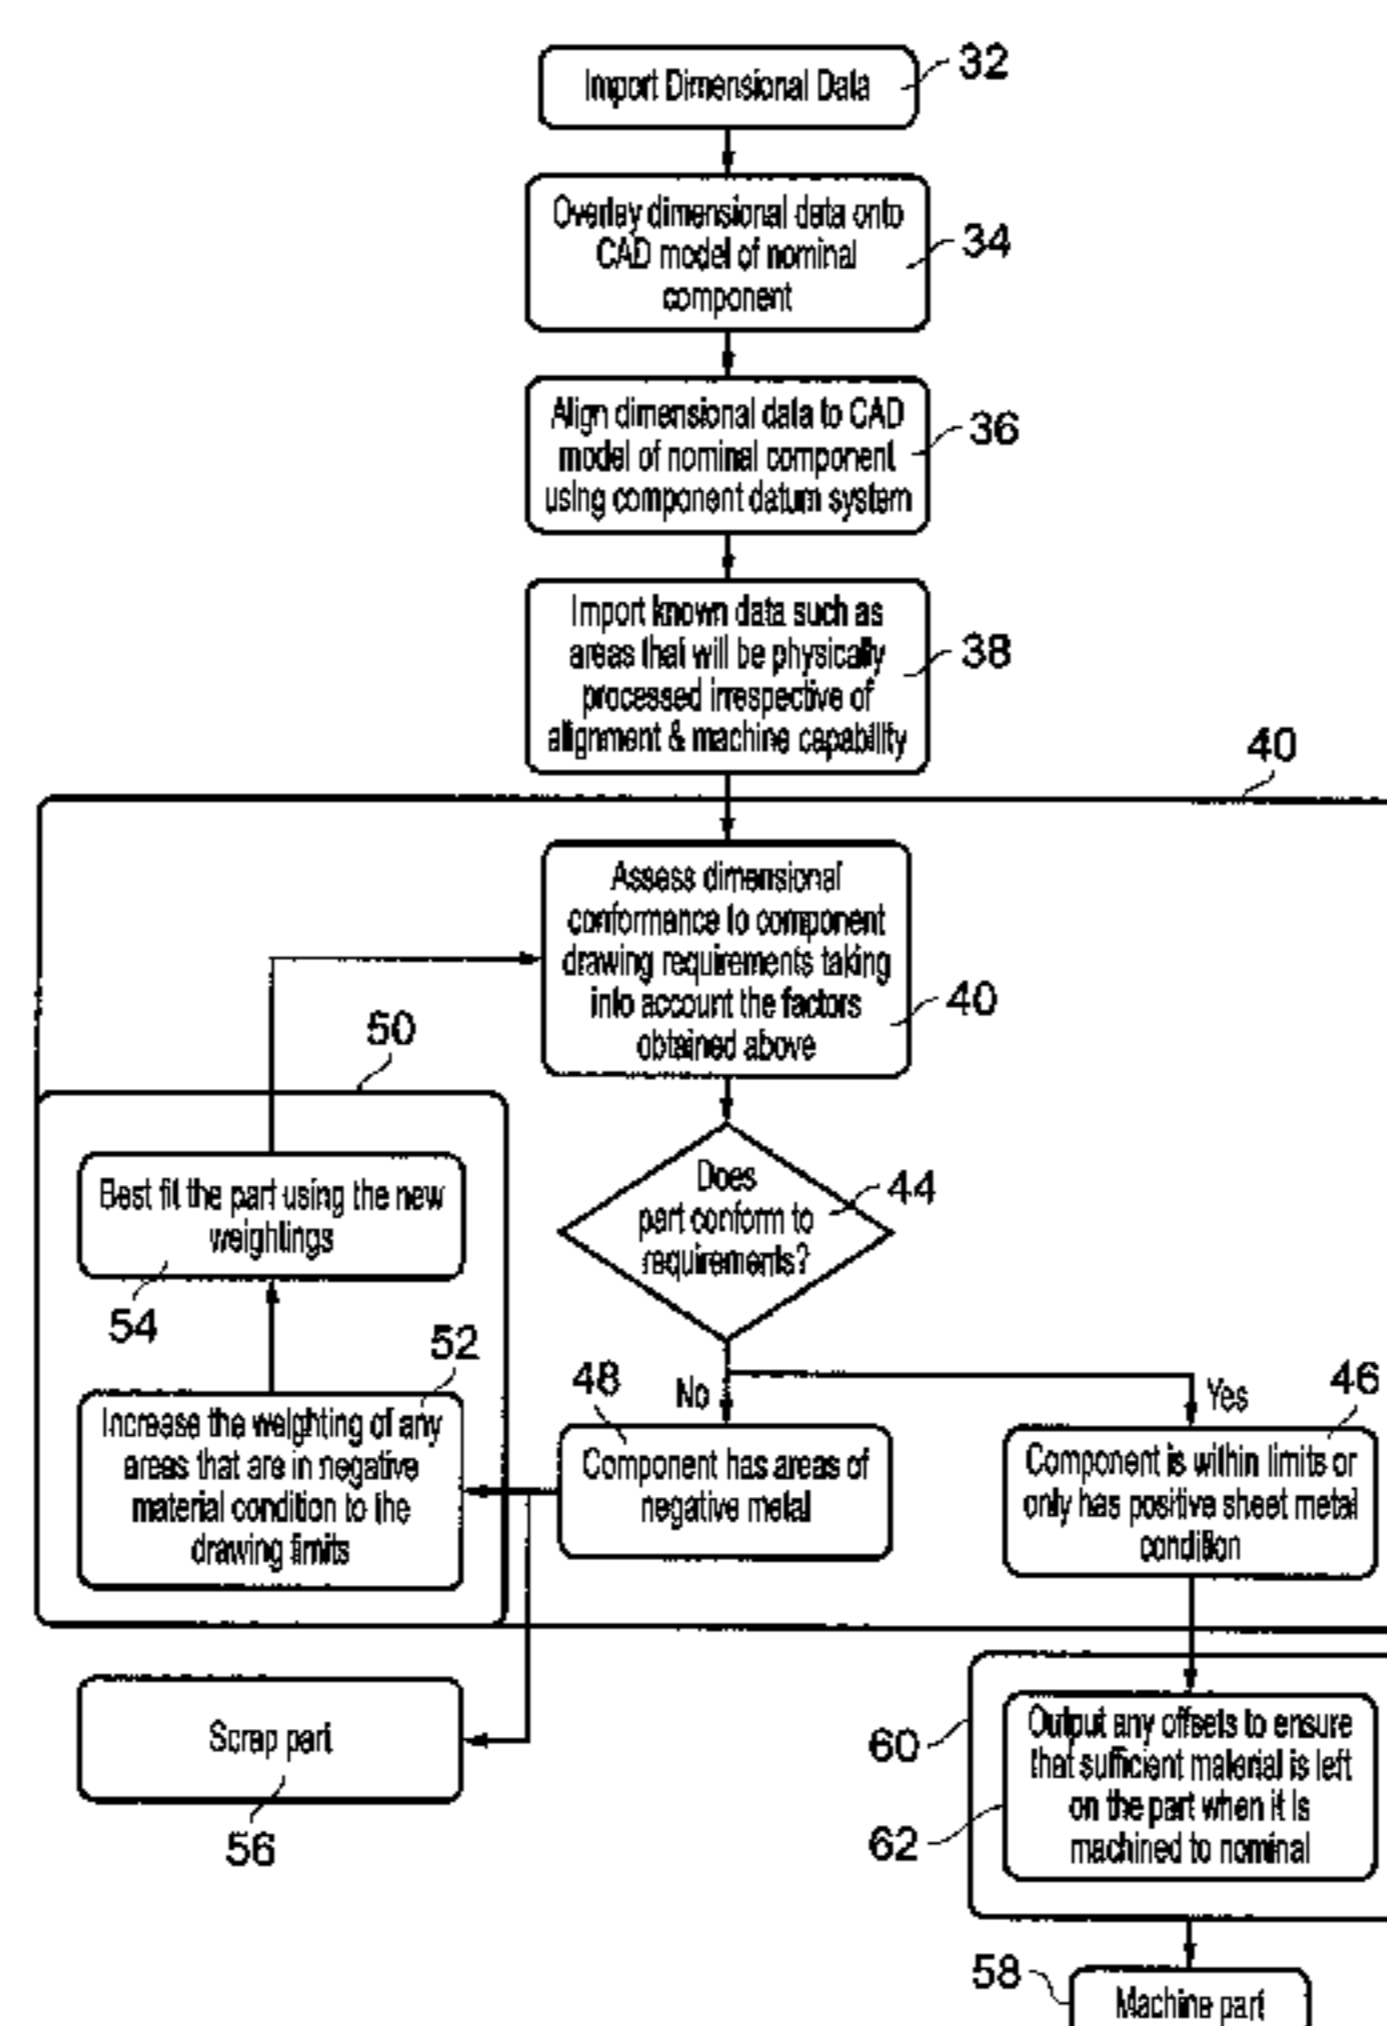 Import Dimensional Data
32
Overlay dimensional data onto
CAD model of nominal
component
34
Align dimensional data to CAD
model of nominal component
using component datum system
36
Import known data such as
areas that will be physically
processed irrespective of
alignment & machine capability
38
40
Assess dimensional
conformance to component
drawing requirements taking
into account the factors
obtained above
40
50
Best fit the part using the new
weightings
54
Does
part conform to
requirements?
44
52
Increase the weighting of any
areas that are in negative
material condition to the
drawing limits
48
No
Component has areas of
negative metal
Yes
46
Component is within limits or
only has positive sheet metal
condition
Scrap part
56
60
62
Output any offsets to ensure
that sufficient material is left
on the part when it is
machined to nominal
58
Machine part